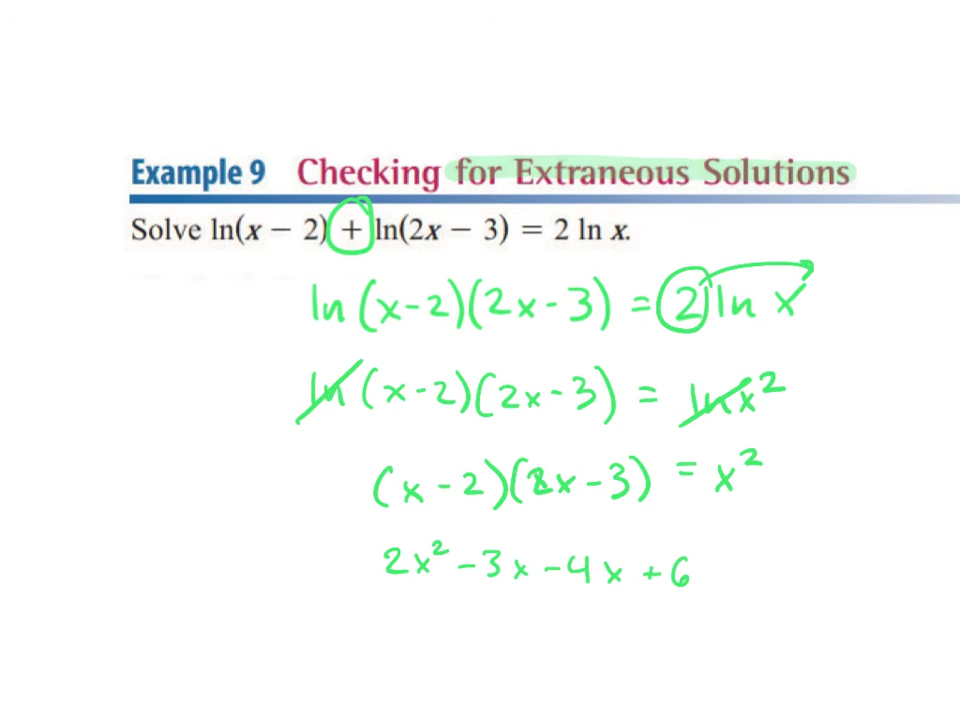 Example 9 Checking for Extraneous Solutions
Solve ln(x − 2) + ln(2x − 3) = 2 ln x.
ln (x-2)(2x-3) = 2 ln x
ln (x-2)(2x-3) = ln x²
(x-2)(2x-3) = x²
2x² -3x -4x +6